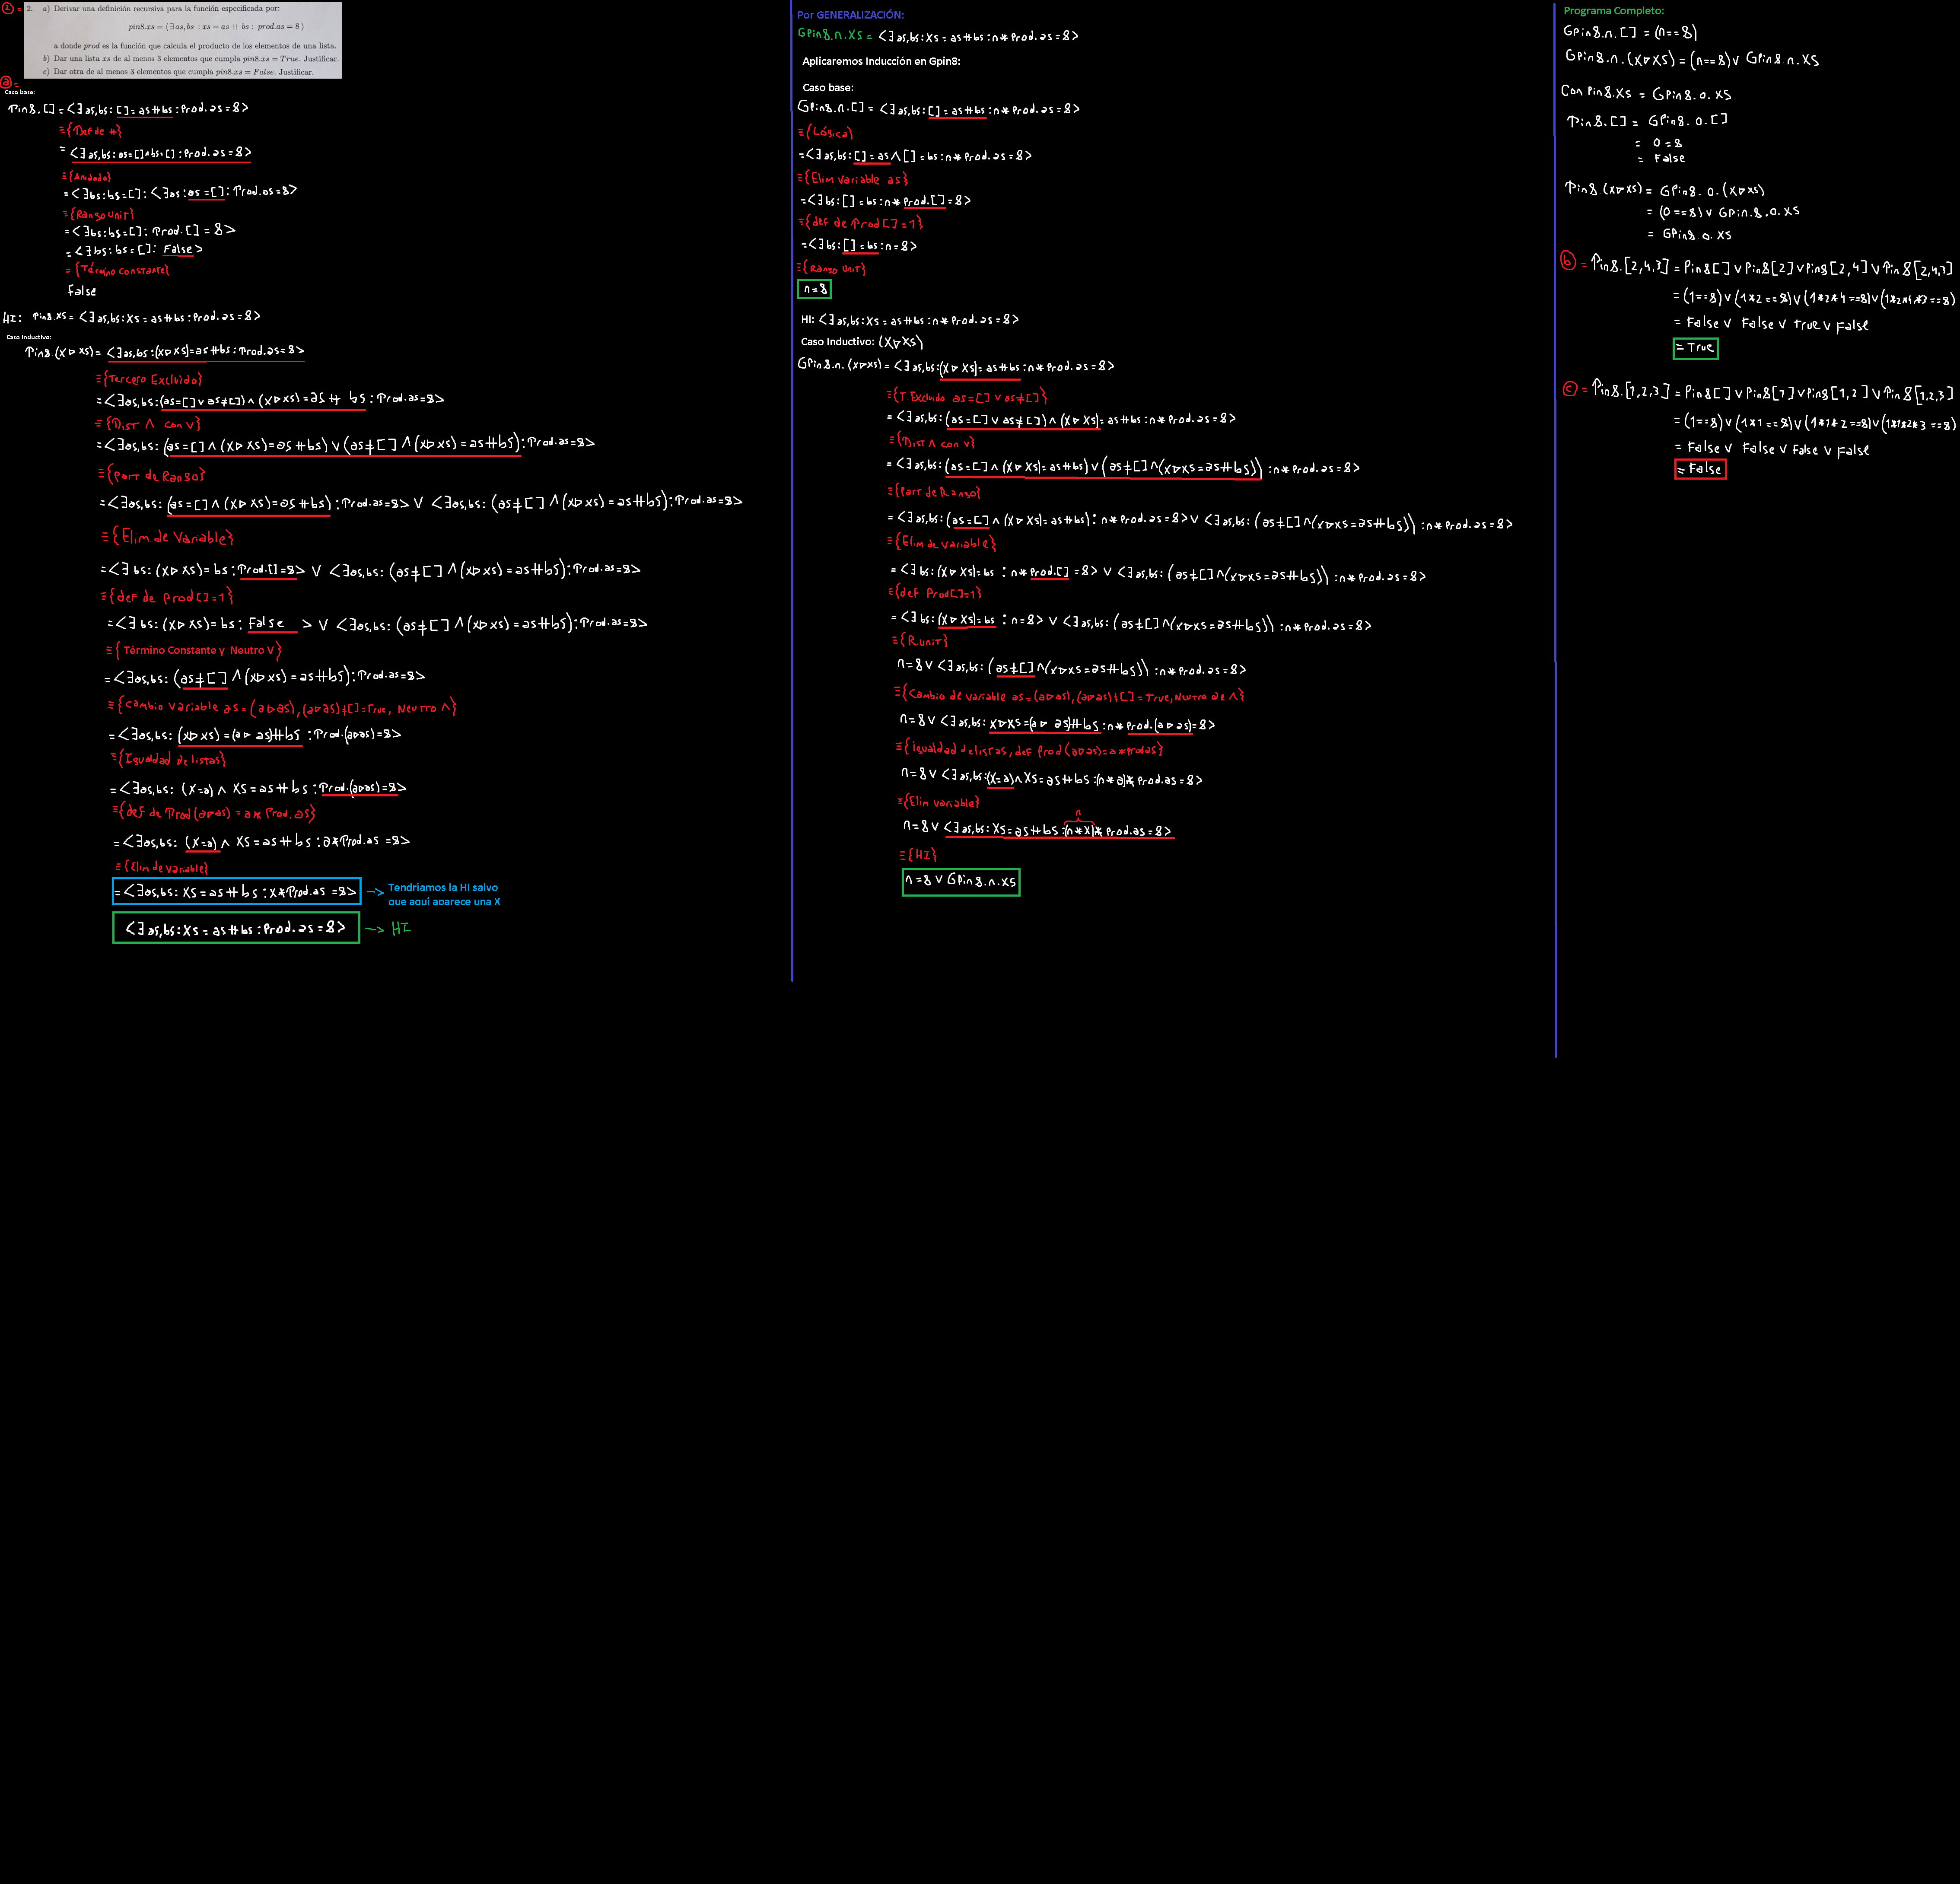 ② = 2. a) Derivar una definición recursiva para la función especificada por:
pin8.xs = ⟨ ∃ as, bs : xs = as ++ bs : prod.as = 8 ⟩
a donde prod es la función que calcula el producto de los elementos de una lista.
b) Dar una lista xs de al menos 3 elementos que cumpla pin8.xs = True. Justificar.
c) Dar otra de al menos 3 elementos que cumpla pin8.xs = False. Justificar.
ⓐ =
Caso base:
Pin8.[] = <∃as,bs: []=as++bs : Prod.as=8>
≡{Def de ++}
= <∃as,bs: as=[]∧bs=[] : Prod.as=8>
≡{Anidado}
= <∃bs:bs=[]: <∃as:as=[]: Prod.as=8>
≡{Rango Unit}
= <∃bs:bs=[]: Prod.[] = 8>
= <∃bs:bs=[]: False>
= {Término Constante}
False
HI: Pin8.xs = <∃as,bs:xs=as++bs:Prod.as=8>
Caso Inductivo:
Pin8.(x▷xs) = <∃as,bs:(x▷xs)=as++bs:Prod.as=8>
≡{Tercero Excluido}
= <∃as,bs:(as=[] ∨ as≠[]) ∧ (x▷xs)=as ++ bs : Prod.as=8>
≡ {Dist ∧ con ∨}
= <∃as,bs: (as=[] ∧ (x▷xs)=as++bs) ∨ (as≠[] ∧ (x▷xs)=as++bs) : Prod.as=8>
≡{Part de Rango}
= <∃as,bs: (as=[] ∧ (x▷xs)=as++bs) : Prod.as=8> ∨ <∃as,bs: (as≠[] ∧ (x▷xs)=as++bs) : Prod.as=8>
≡{Elim de Variable}
= <∃ bs: (x▷xs)=bs : Prod.[]=8> ∨ <∃as,bs: (as≠[] ∧ (x▷xs)=as++bs) : Prod.as=8>
≡{def de Prod[]=1}
= <∃ bs: (x▷xs)=bs : False > ∨ <∃as,bs: (as≠[] ∧ (x▷xs)=as++bs) : Prod.as=8>
≡{ Término Constante y Neutro V}
= <∃as,bs: (as≠[] ∧ (x▷xs)=as++bs) : Prod.as=8>
≡{Cambio variable as=(a▷as), (a▷as)≠[]=True, Neutro ∧}
= <∃as,bs: (x▷xs)=(a▷as)++bs : Prod.(a▷as)=8>
≡{Igualdad de listas}
= <∃as,bs: (x=a) ∧ xs=as++bs : Prod.(a▷as)=8>
≡{def de Prod(a▷as) = a * Prod.as}
= <∃as,bs: (x=a) ∧ xs=as++bs : a*Prod.as =8>
≡{Elim de Variable}
= <∃as,bs: xs=as++bs : x*Prod.as =8> --> Tendriamos la HI salvo
que aquí aparece una X
<∃as,bs:xs=as++bs:Prod.as=8> --> HI
Por GENERALIZACIÓN:
GPin8.n.xs = <∃as,bs:xs=as++bs:n*Prod.as=8>
Aplicaremos Inducción en Gpin8:
Caso base:
GPin8.n.[] = <∃as,bs: []=as++bs : n*Prod.as=8>
≡{Lógica}
= <∃as,bs: []=as ∧ []=bs : n*Prod.as=8>
≡{Elim Variable as}
= <∃bs: []=bs : n*Prod.[]=8>
≡{def de Prod[]=1}
= <∃bs: []=bs : n=8>
≡{Rango Unit}
n=8
HI: <∃as,bs:xs=as++bs:n*Prod.as=8>
Caso Inductivo: (x▷xs)
GPin8.n.(x▷xs) = <∃as,bs:(x▷xs)=as++bs:n*Prod.as=8>
≡{T Excluido as=[] ∨ as≠[]}
= <∃as,bs: (as=[] ∨ as≠[]) ∧ (x▷xs)=as++bs:n*Prod.as=8>
≡{Dist ∧ con ∨}
= <∃as,bs: (as=[] ∧ (x▷xs)=as++bs) ∨ (as≠[] ∧(x▷xs=as++bs)) : n*Prod.as=8>
≡{Part de Rango}
= <∃as,bs: (as=[] ∧ (x▷xs)=as++bs) : n*Prod.as=8> ∨ <∃as,bs: (as≠[] ∧(x▷xs=as++bs)) : n*Prod.as=8>
≡{Elim de Variable}
= <∃ bs: (x▷xs)=bs : n*Prod.[] =8> ∨ <∃as,bs: (as≠[] ∧(x▷xs=as++bs)) : n*Prod.as=8>
≡{def Prod[]=1}
= <∃ bs: (x▷xs)=bs : n=8> ∨ <∃as,bs: (as≠[] ∧(x▷xs=as++bs)) : n*Prod.as=8>
≡{R unit}
n=8 ∨ <∃as,bs: (as≠[] ∧(x▷xs=as++bs)) : n*Prod.as=8>
≡{Cambio de variable as=(a▷as), (a▷as)≠[]=True, Neutro de ∧}
n=8 ∨ <∃as,bs: x▷xs=(a▷as)++bs : n*Prod.(a▷as)=8>
≡{igualdad de listas, def Prod(a▷as)=a*Prodas}
n=8 ∨ <∃as,bs:(x=a)∧xs=as++bs :(n*a)*Prod.as=8>
≡{Elim variable}
n
n=8 ∨ <∃as,bs: xs=as++bs :(n*x)*Prod.as=8>
≡{HI}
n=8 ∨ GPin8.n.xs
Programa Completo:
GPin8.n.[] = (n==8)
GPin8.n.(x▷xs) = (n==8) ∨ GPin8.n.xs
Con Pin8.xs = GPin8.0.xs
Pin8.[] = GPin8.0.[]
= 0=8
= False
Pin8(x▷xs) = GPin8.0.(x▷xs)
= (0==8) ∨ GPin.8.0.xs
= GPin8.0.xs
ⓑ = Pin8.[2,4,3] = Pin8[] ∨ Pin8[2] ∨ Pin8[2,4] ∨ Pin8[2,4,3]
= (1==8) ∨ (1*2==8) ∨ (1*2*4==8) ∨ (1*2*4*3==8)
= False ∨ False ∨ True ∨ False
= True
ⓒ = Pin8.[1,2,3] = Pin8[] ∨ Pin8[1] ∨ Pin8[1,2] ∨ Pin8[1,2,3]
= (1==8) ∨ (1*1==8) ∨ (1*1*2==8) ∨ (1*1*2*3==8)
= False ∨ False ∨ False ∨ False
= False